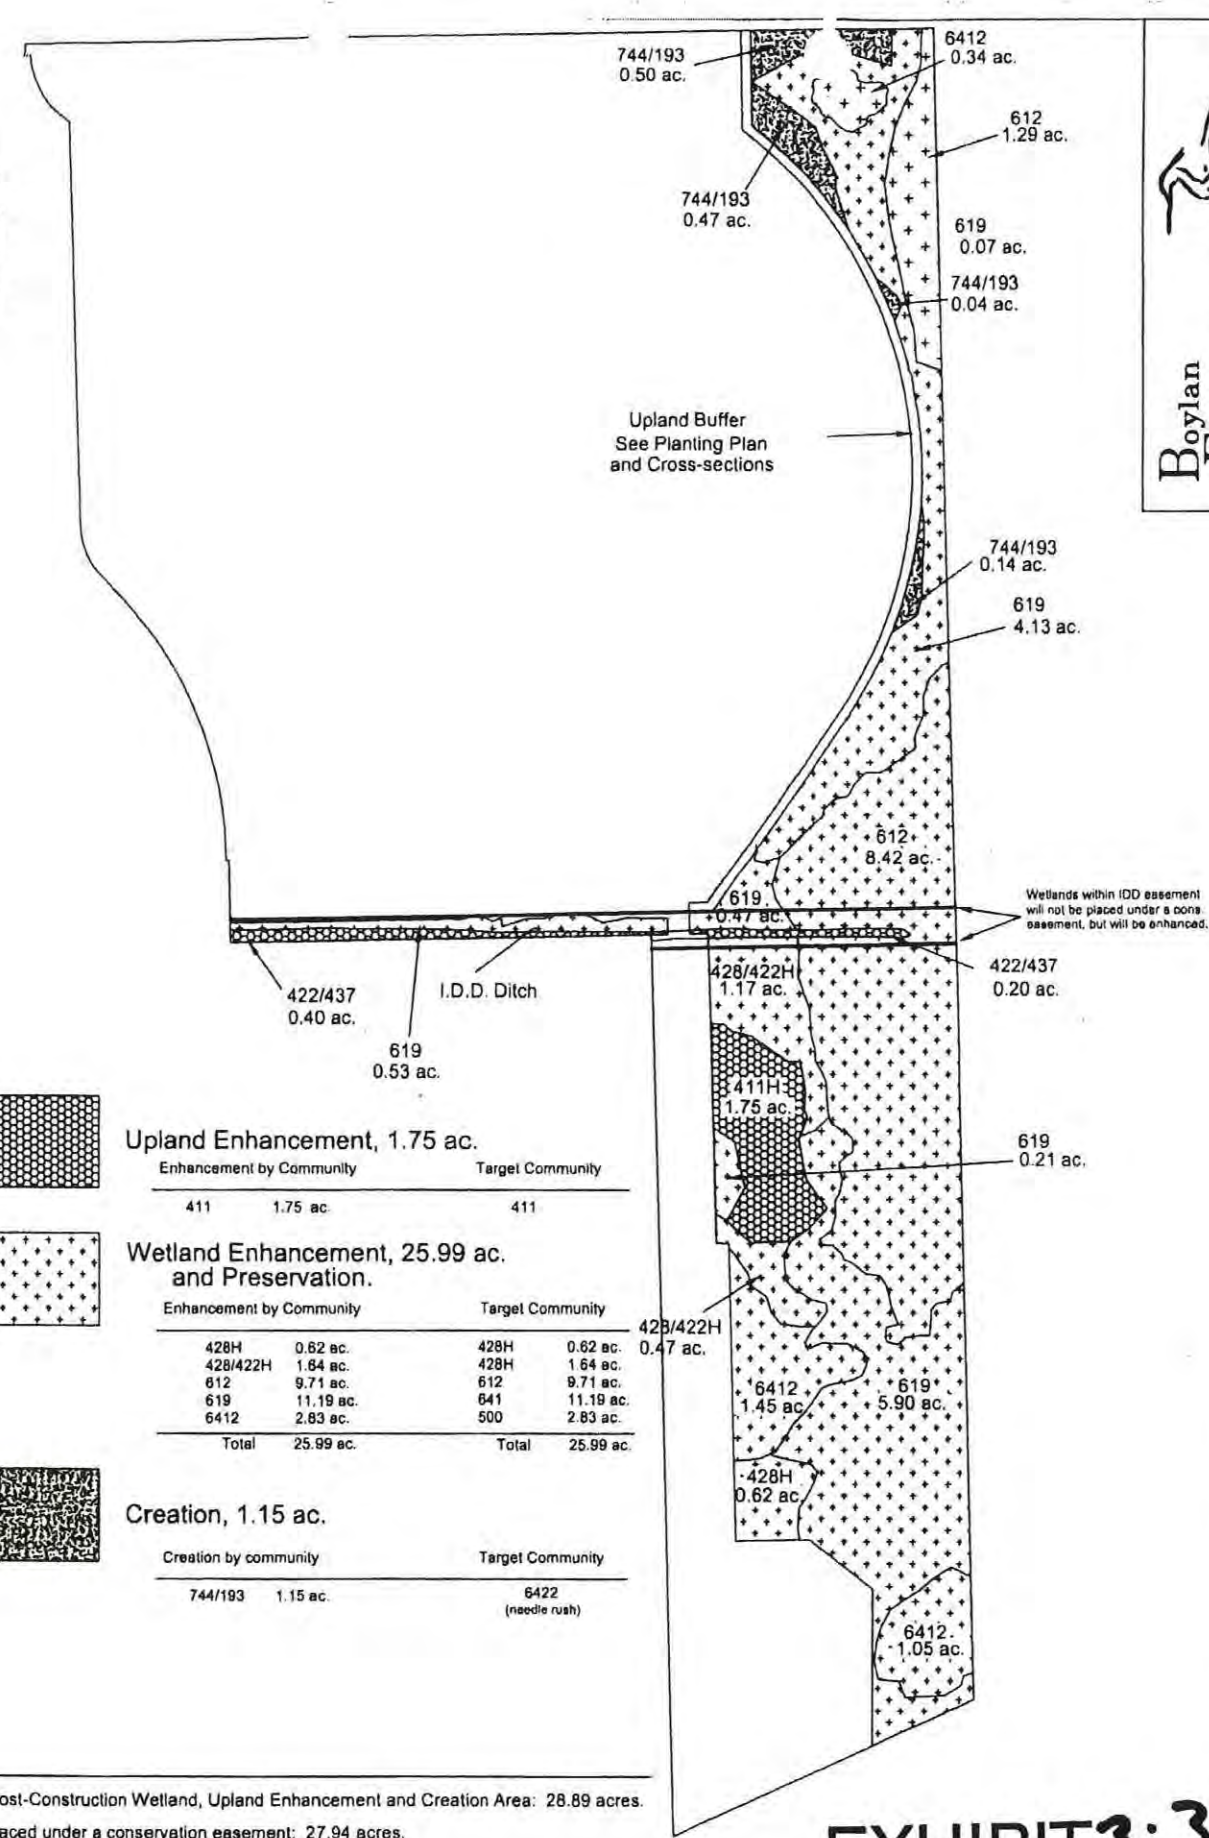 744/193
0.50 ac.
6412
0.34 ac.
612
1.29 ac.
744/193
0.47 ac.
619
0.07 ac.
744/193
0.04 ac.
Boylan
Upland Buffer
See Planting Plan
and Cross-sections
744/193
0.14 ac.
619
4.13 ac.
612
8.42 ac.
Wetlands within IDD easement
will not be placed under a cons.
easement, but will be enhanced.
619
0.47 ac.
422/437
0.40 ac.
I.D.D. Ditch
428/422H
1.17 ac.
422/437
0.20 ac.
619
0.53 ac.
411H
1.75 ac.
619
0.21 ac.
Upland Enhancement, 1.75 ac.
Enhancement by Community Target Community
411 1.75 ac. 411
Wetland Enhancement, 25.99 ac.
and Preservation.
Enhancement by Community Target Community
428H 0.62 ac. 428H 0.62 ac.
428/422H 1.64 ac. 428H 1.64 ac.
612 9.71 ac. 612 9.71 ac.
619 11.19 ac. 641 11.19 ac.
6412 2.83 ac. 500 2.83 ac.
Total 25.99 ac. Total 25.99 ac.
428/422H
0.47 ac.
6412
1.45 ac.
619
5.90 ac.
428H
0.62 ac.
Creation, 1.15 ac.
Creation by community Target Community
744/193 1.15 ac. 6422
(needle rush)
6412
1.05 ac.
ost-Construction Wetland, Upland Enhancement and Creation Area: 28.89 acres.
aced under a conservation easement: 27.94 acres.
EXHIBIT 3.3